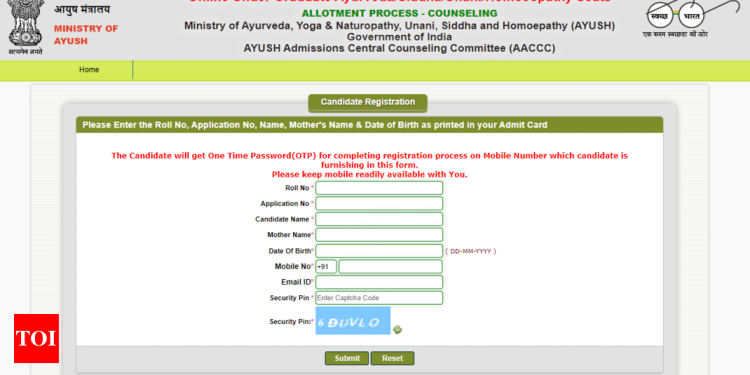 आयुष मंत्रालय
MINISTRY OF
AYUSH
सत्यमेव जयते
ALLOTMENT PROCESS - COUNSELING
Ministry of Ayurveda, Yoga & Naturopathy, Unani, Siddha and Homoepathy (AYUSH)
Government of India
AYUSH Admissions Central Counseling Committee (AACCC)
स्वच्छ भारत
एक कदम स्वच्छता की ओर
Home
Candidate Registration
Please Enter the Roll No, Application No, Name, Mother's Name & Date of Birth as printed in your Admit Card
The Candidate will get One Time Password(OTP) for completing registration process on Mobile Number which candidate is
furnishing in this form.
Please keep mobile readily available with You.
Roll No *
Application No *
Candidate Name *
Mother Name*
Date Of Birth* ( DD-MM-YYYY )
Mobile No* +91
Email ID*
Security Pin * Enter Captcha Code
Security Pin:* 6BUVLO
Submit Reset
TOI